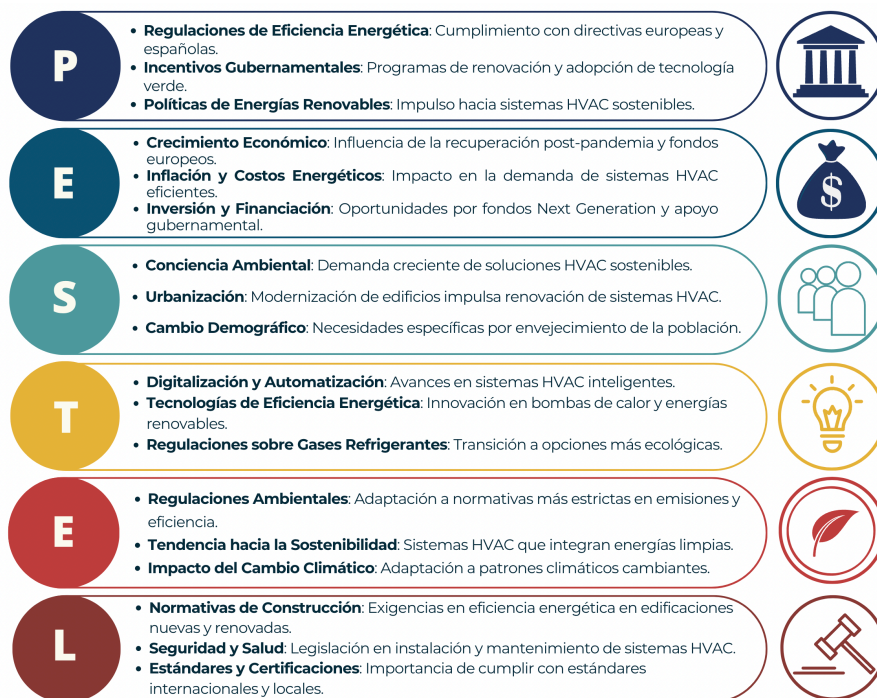 P
• Regulaciones de Eficiencia Energética: Cumplimiento con directivas europeas y
españolas.
• Incentivos Gubernamentales: Programas de renovación y adopción de tecnología
verde.
• Políticas de Energías Renovables: Impulso hacia sistemas HVAC sostenibles.
E
• Crecimiento Económico: Influencia de la recuperación post-pandemia y fondos
europeos.
• Inflación y Costos Energéticos: Impacto en la demanda de sistemas HVAC
eficientes.
• Inversión y Financiación: Oportunidades por fondos Next Generation y apoyo
gubernamental.
$
S
• Conciencia Ambiental: Demanda creciente de soluciones HVAC sostenibles.
• Urbanización: Modernización de edificios impulsa renovación de sistemas HVAC.
• Cambio Demográfico: Necesidades específicas por envejecimiento de la población.
T
• Digitalización y Automatización: Avances en sistemas HVAC inteligentes.
• Tecnologías de Eficiencia Energética: Innovación en bombas de calor y energías
renovables.
• Regulaciones sobre Gases Refrigerantes: Transición a opciones más ecológicas.
E
• Regulaciones Ambientales: Adaptación a normativas más estrictas en emisiones y
eficiencia.
• Tendencia hacia la Sostenibilidad: Sistemas HVAC que integran energías limpias.
• Impacto del Cambio Climático: Adaptación a patrones climáticos cambiantes.
L
• Normativas de Construcción: Exigencias en eficiencia energética en edificaciones
nuevas y renovadas.
• Seguridad y Salud: Legislación en instalación y mantenimiento de sistemas HVAC.
• Estándares y Certificaciones: Importancia de cumplir con estándares
internacionales y locales.